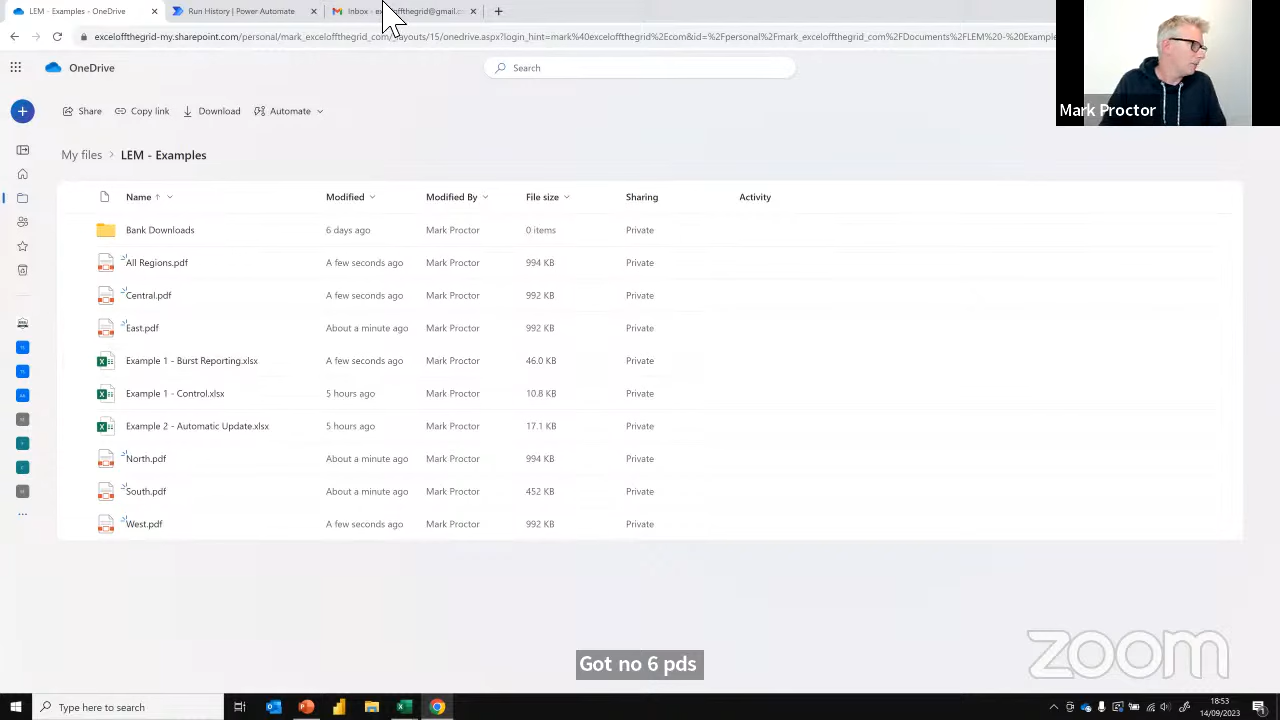 LEM - Examples - OneDrive
Run History | Power Automate
Inbox - exceloffthegrid@gmail.c
OneDrive
Search
Share
Copy link
Download
Automate
Mark Proctor
My files > LEM - Examples
Name Modified Modified By File size Sharing Activity
Bank Downloads 6 days ago Mark Proctor 0 items Private
All Regions.pdf A few seconds ago Mark Proctor 994 KB Private
Central.pdf A few seconds ago Mark Proctor 992 KB Private
East.pdf About a minute ago Mark Proctor 992 KB Private
Example 1 - Burst Reporting.xlsx A few seconds ago Mark Proctor 46.0 KB Private
Example 1 - Control.xlsx 5 hours ago Mark Proctor 10.8 KB Private
Example 2 - Automatic Update.xlsx 5 hours ago Mark Proctor 17.1 KB Private
North.pdf About a minute ago Mark Proctor 994 KB Private
South.pdf About a minute ago Mark Proctor 452 KB Private
West.pdf A few seconds ago Mark Proctor 992 KB Private
zoom
Got no 6 pds
Type here to search
18:53
14/09/2023